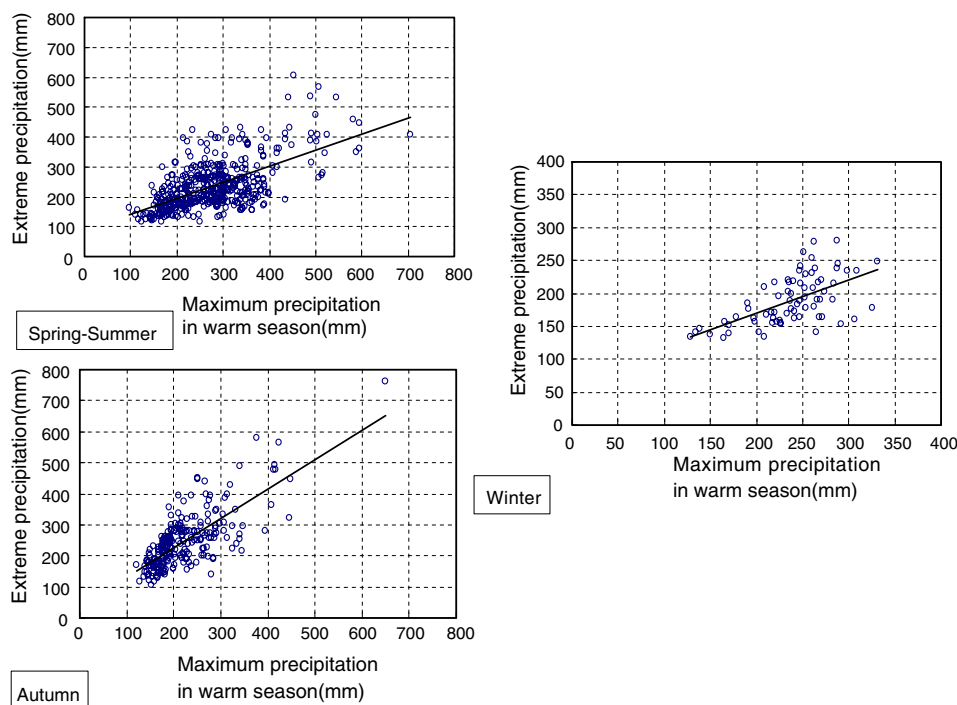 800
700
600
500
400
300
200
100
0
Extreme precipitation(mm)
0 100 200 300 400 500 600 700 800
Maximum precipitation
in warm season(mm)
Spring-Summer
800
700
600
500
400
300
200
100
0
Extreme precipitation(mm)
0 100 200 300 400 500 600 700 800
Maximum precipitation
in warm season(mm)
Autumn
400
350
300
250
200
150
100
50
0
Extreme precipitation(mm)
0 50 100 150 200 250 300 350 400
Maximum precipitation
in warm season(mm)
Winter